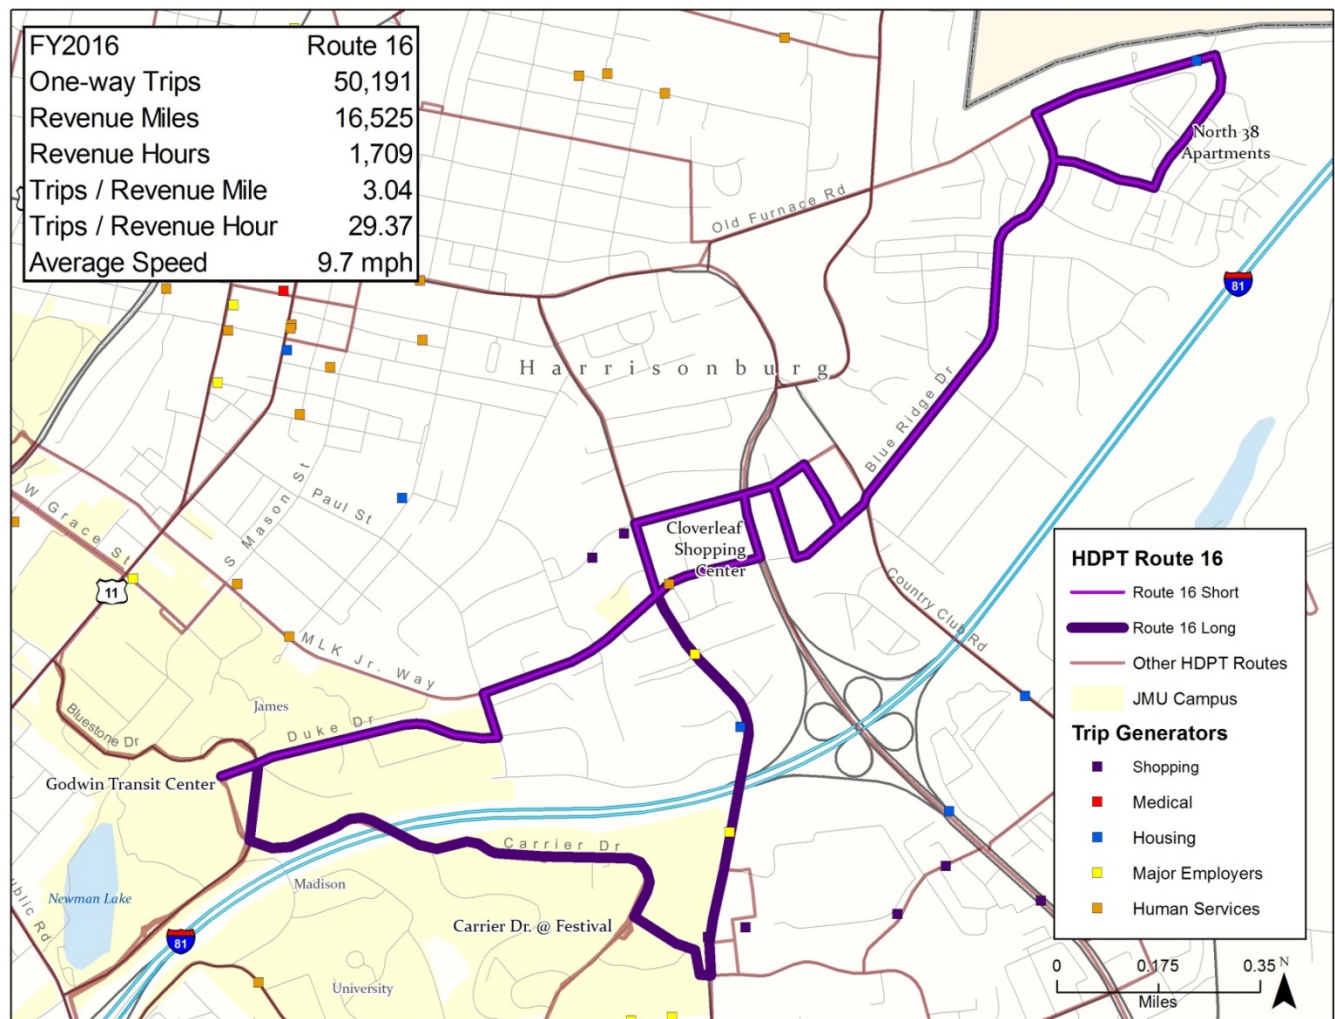 FY2016 Route 16
One-way Trips 50,191
Revenue Miles 16,525
Revenue Hours 1,709
Trips / Revenue Mile 3.04
Trips / Revenue Hour 29.37
Average Speed 9.7 mph
North 38
Apartments
Old Furnace Rd
81
Harrisonburg
Blue Ridge Dr
S Mason St
Paul St
W Grace St
11
Cloverleaf
Shopping
Center
Country Club Rd
MLK Jr. Way
James
Duke Dr
Bluestone Dr
Godwin Transit Center
Carrier Dr
Madison
Newman Lake
Carrier Dr. @ Festival
81
University
HDPT Route 16
Route 16 Short
Route 16 Long
Other HDPT Routes
JMU Campus
Trip Generators
Shopping
Medical
Housing
Major Employers
Human Services
0 0.175 0.35
Miles
N